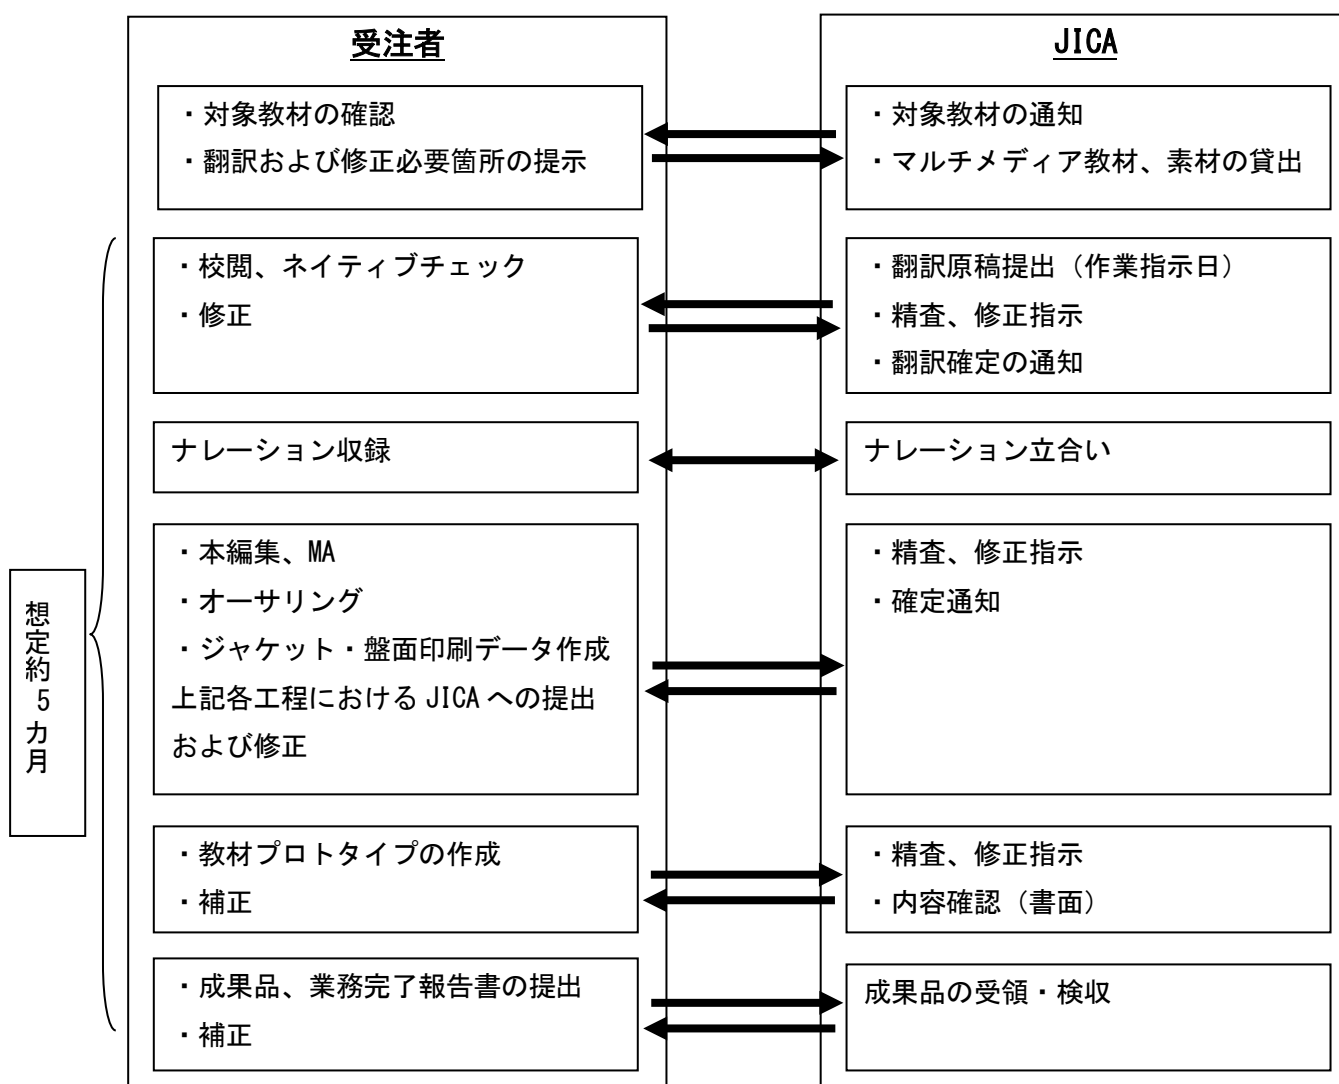 受注者
JICA
・対象教材の確認
・翻訳および修正必要箇所の提示
・対象教材の通知
・マルチメディア教材、素材の貸出
・校閲、ネイティブチェック
・修正
・翻訳原稿提出（作業指示日）
・精査、修正指示
・翻訳確定の通知
ナレーション収録
ナレーション立合い
想定約5カ月
・本編集、MA
・オーサリング
・ジャケット・盤面印刷データ作成
上記各工程における JICA への提出
および修正
・精査、修正指示
・確定通知
・教材プロトタイプの作成
・補正
・精査、修正指示
・内容確認（書面）
・成果品、業務完了報告書の提出
・補正
成果品の受領・検収